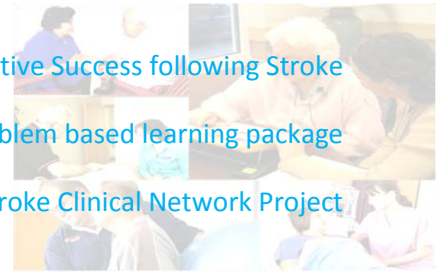 tive Success following Stroke
blem based learning package
roke Clinical Network Project